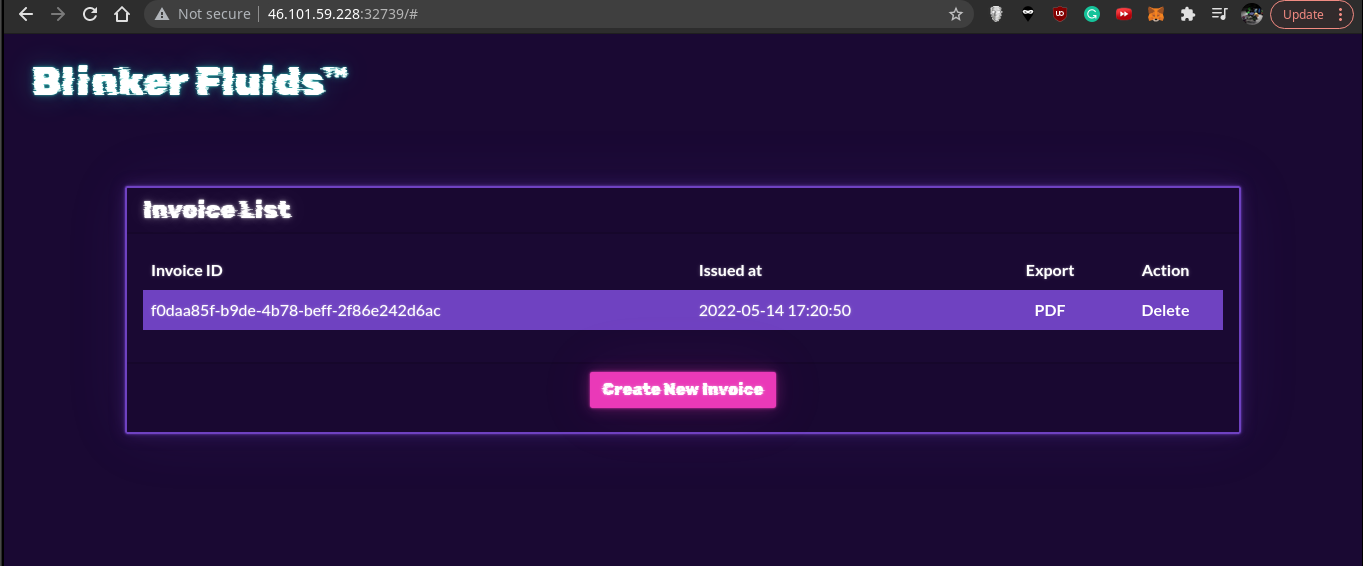 Not secure 46.101.59.228:32739/#
Update
Blinker Fluids™
Invoice List
Invoice ID Issued at Export Action
f0daa85f-b9de-4b78-beff-2f86e242d6ac 2022-05-14 17:20:50 PDF Delete
Create New Invoice